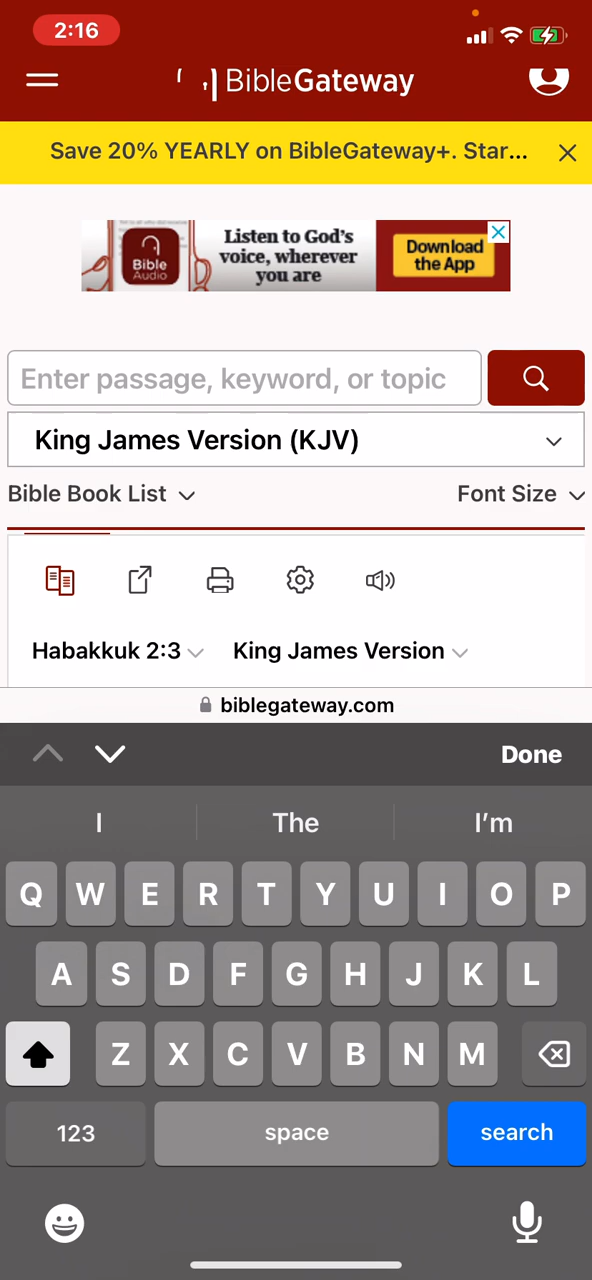 2:16
BibleGateway
Save 20% YEARLY on BibleGateway+. Star...
Bible
Audio
Listen to God's
voice, wherever
you are
Download
the App
Enter passage, keyword, or topic
King James Version (KJV)
Bible Book List
Font Size
Habakkuk 2:3
King James Version
biblegateway.com
Done
I The I'm
Q W E R T Y U I O P
A S D F G H J K L
Z X C V B N M
123 space search